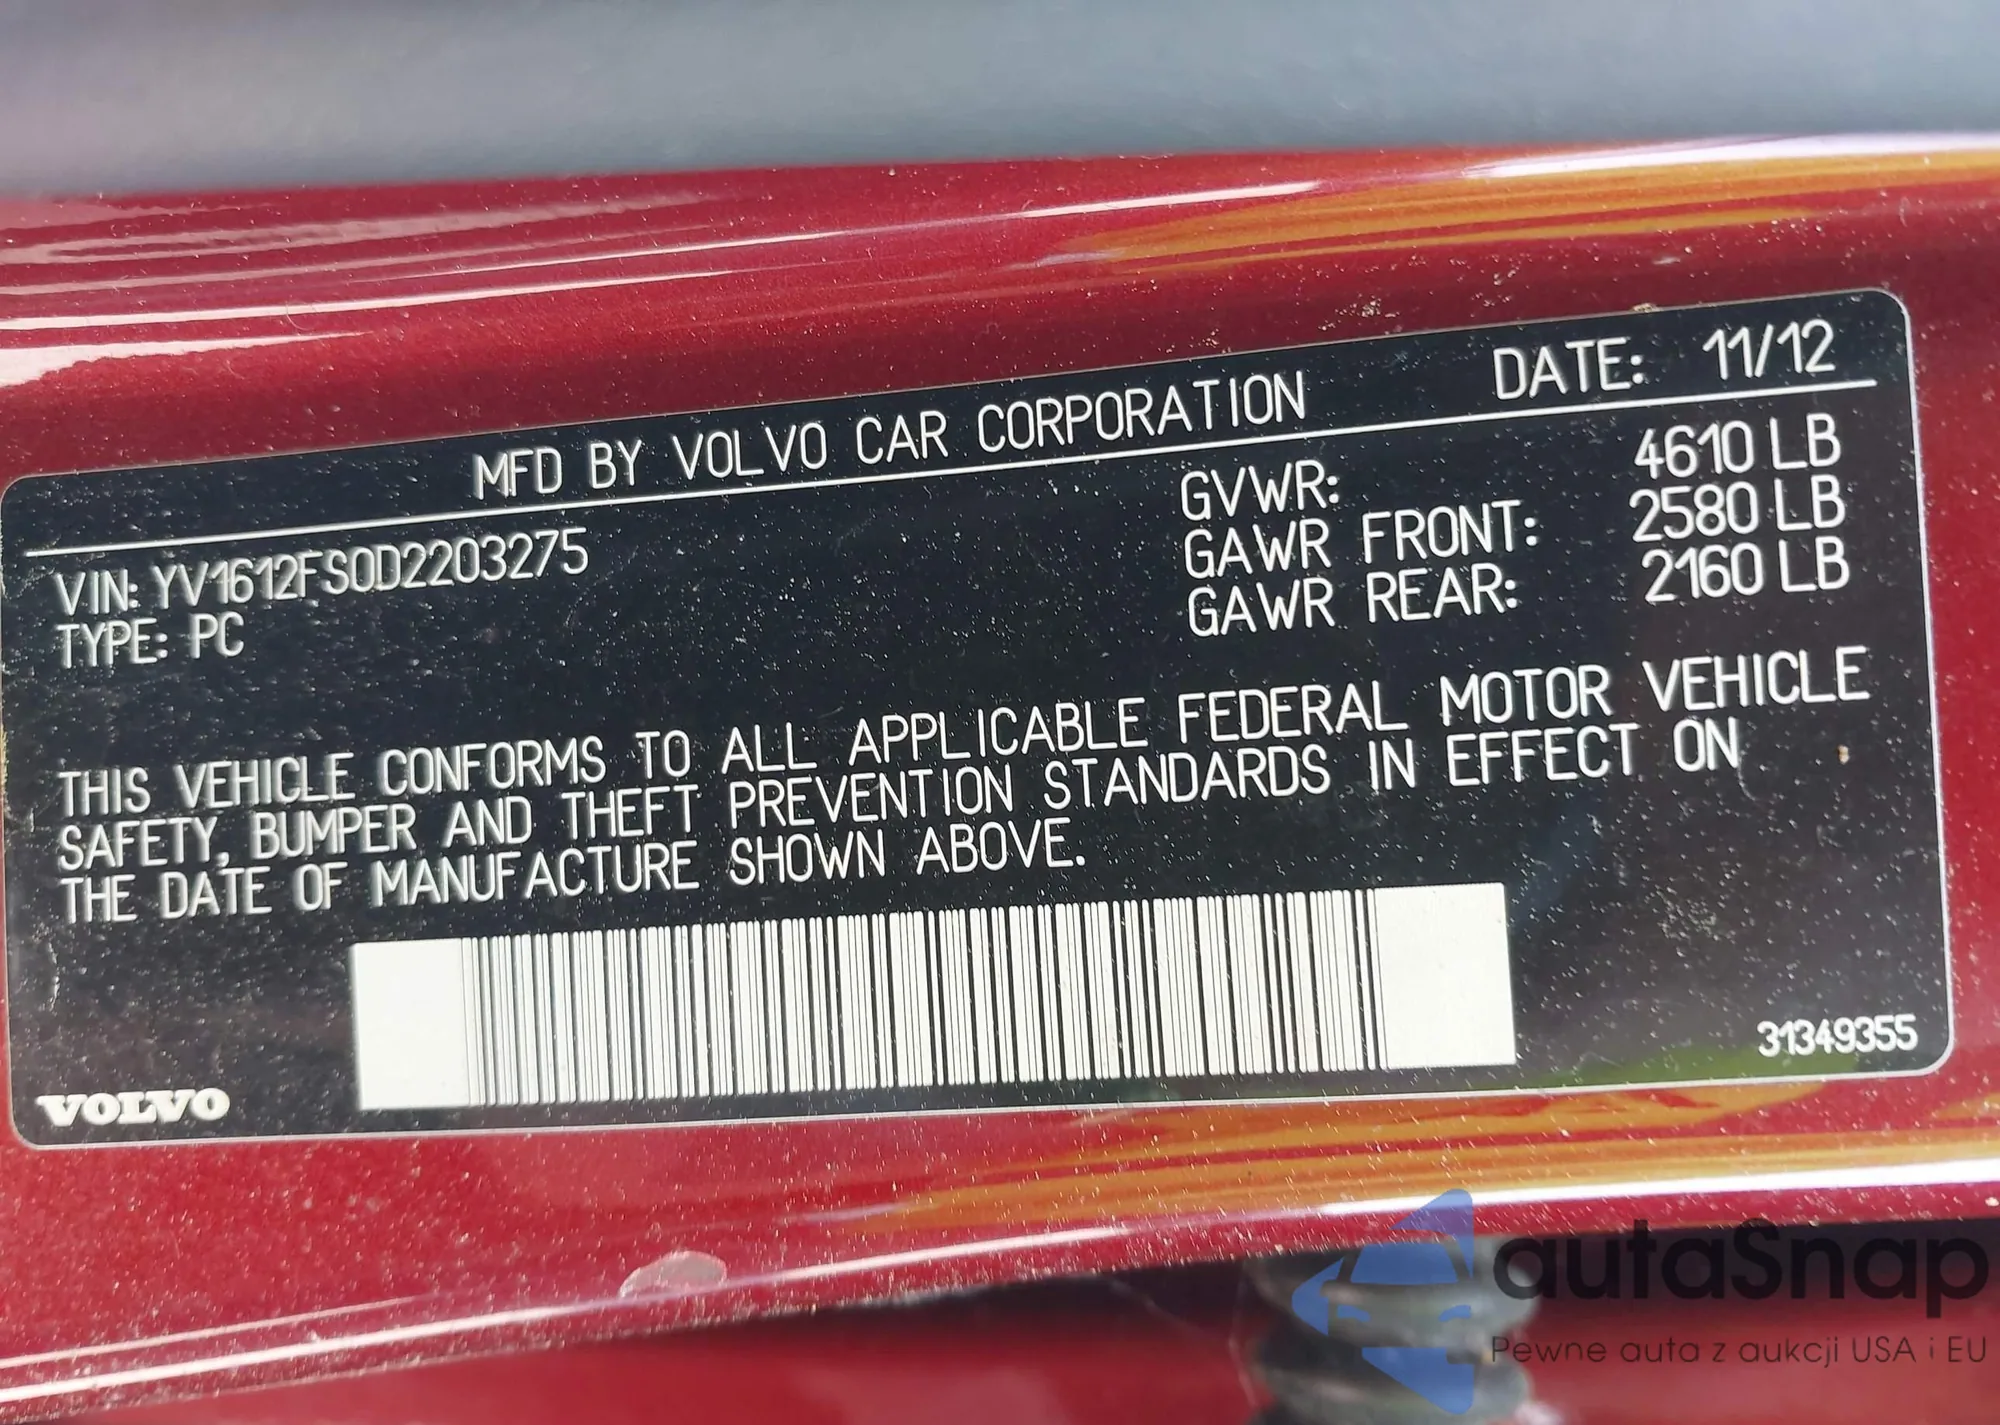 MFD BY VOLVO CAR CORPORATION DATE: 11/12
VIN: YV1612FS0D2203275
TYPE: PC
GVWR: 4610 LB
GAWR FRONT: 2580 LB
GAWR REAR: 2160 LB
THIS VEHICLE CONFORMS TO ALL APPLICABLE FEDERAL MOTOR VEHICLE
SAFETY, BUMPER AND THEFT PREVENTION STANDARDS IN EFFECT ON
THE DATE OF MANUFACTURE SHOWN ABOVE.
31349355
VOLVO
autaSnap
Pewne auta z aukcji USA i EU